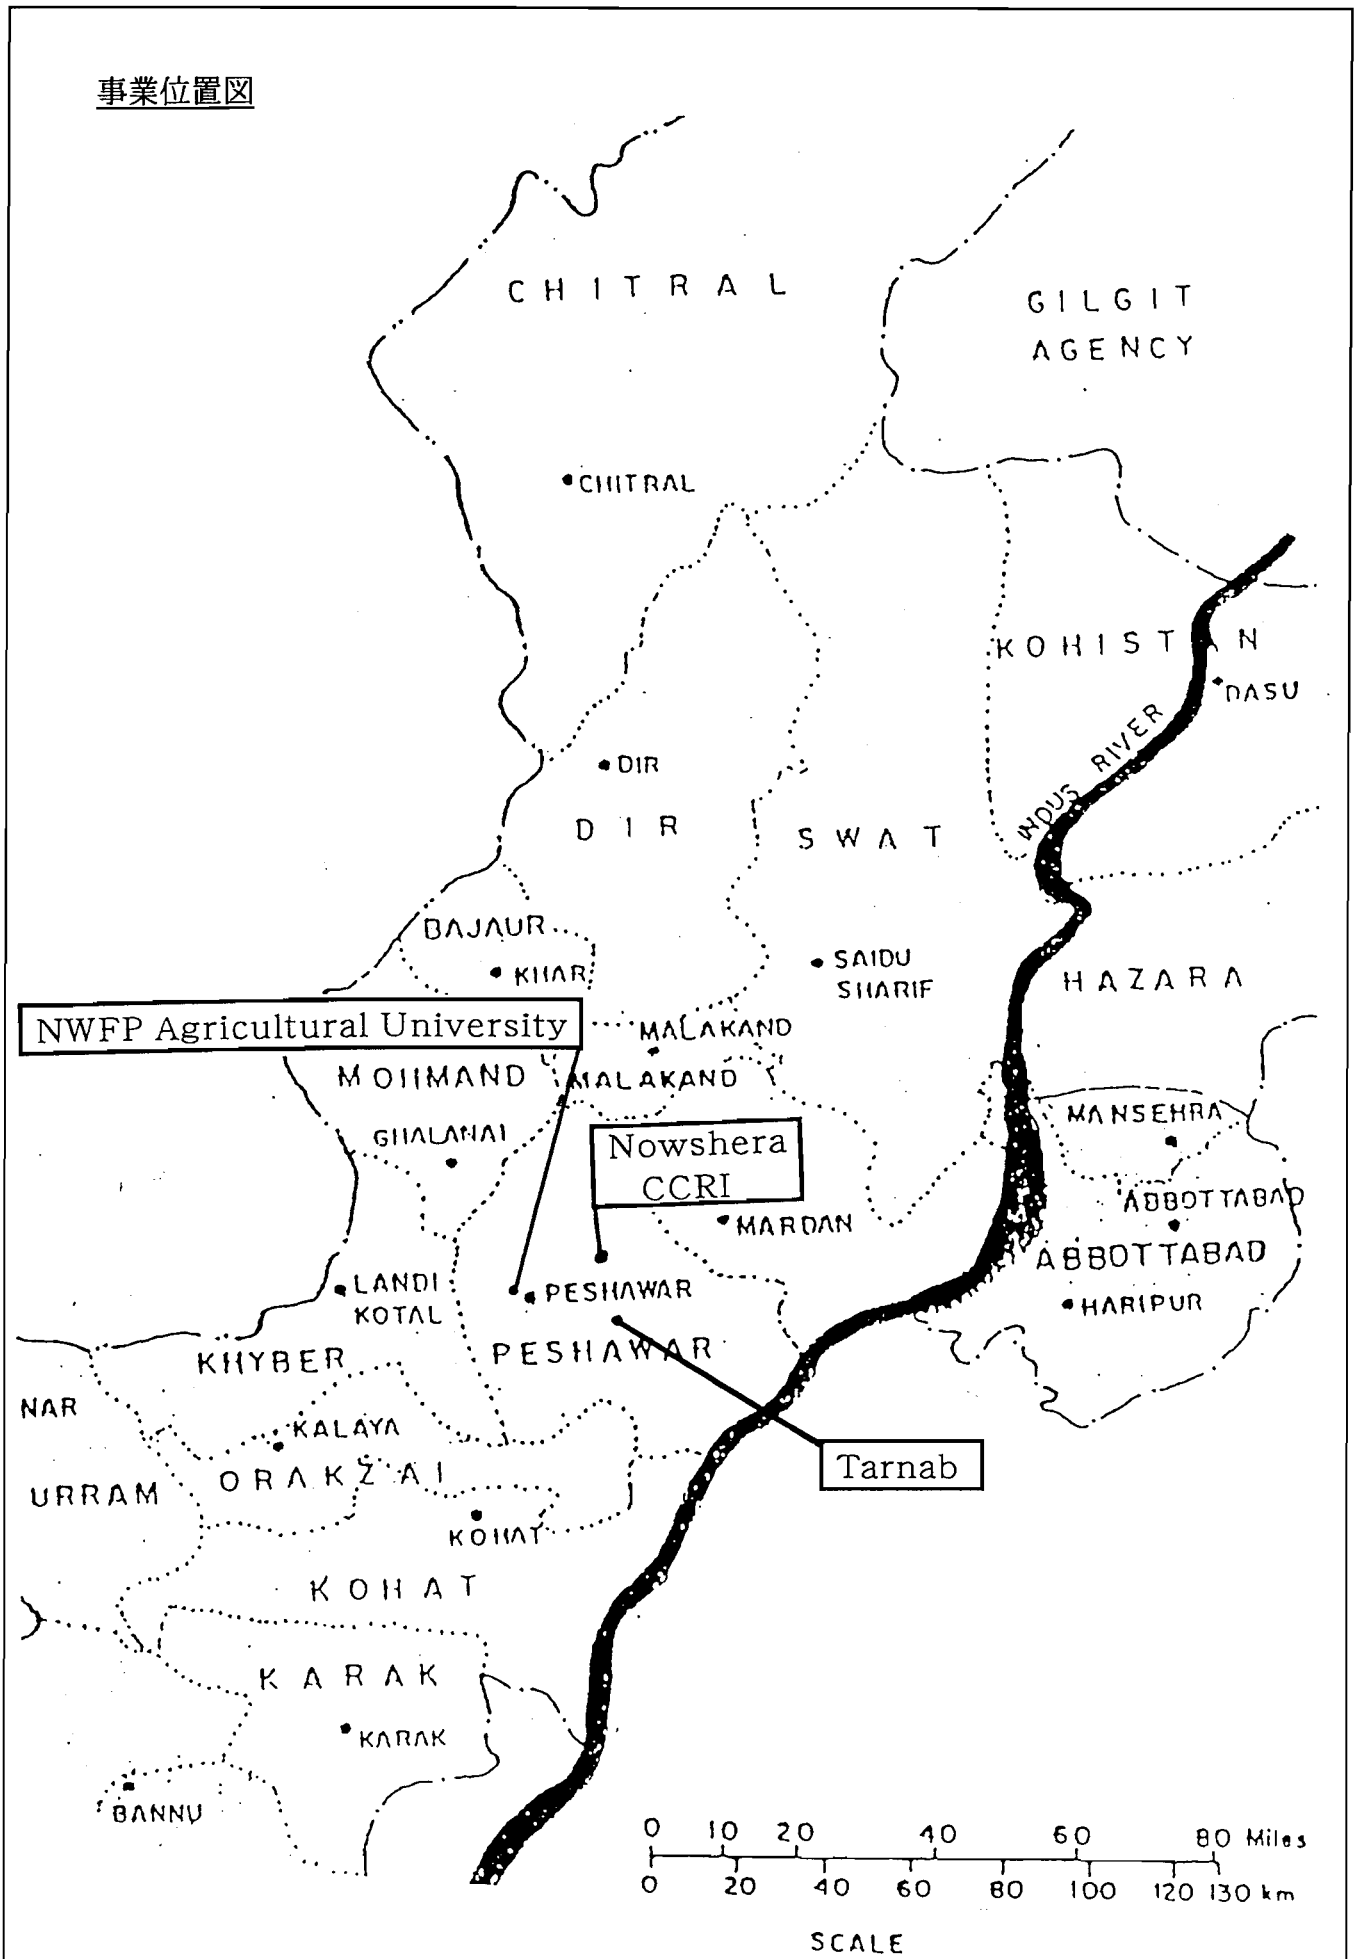 事業位置図
CHITRAL
GILGIT
AGENCY
CHITRAL
KOHISTAN
DASU
INDUS RIVER
DIR
DIR
SWAT
BAJAUR
KHAR
SAIDU
SHARIF
HAZARA
NWFP Agricultural University
MALAKAND
MOHMAND
MALAKAND
MANSEHRA
GHALANAI
Nowshera
CCRI
ABBOTTABAD
MARDAN
ABBOTTABAD
LANDI
KOTAL
PESHAWAR
HARIPUR
KHYBER
PESHAWAR
NAR
KALAYA
Tarnab
URRAM
ORAKZAI
KOHAT
KOHAT
KARAK
KARAK
BANNU
0 10 20 40 60 80 Miles
0 20 40 60 80 100 120 130 km
SCALE